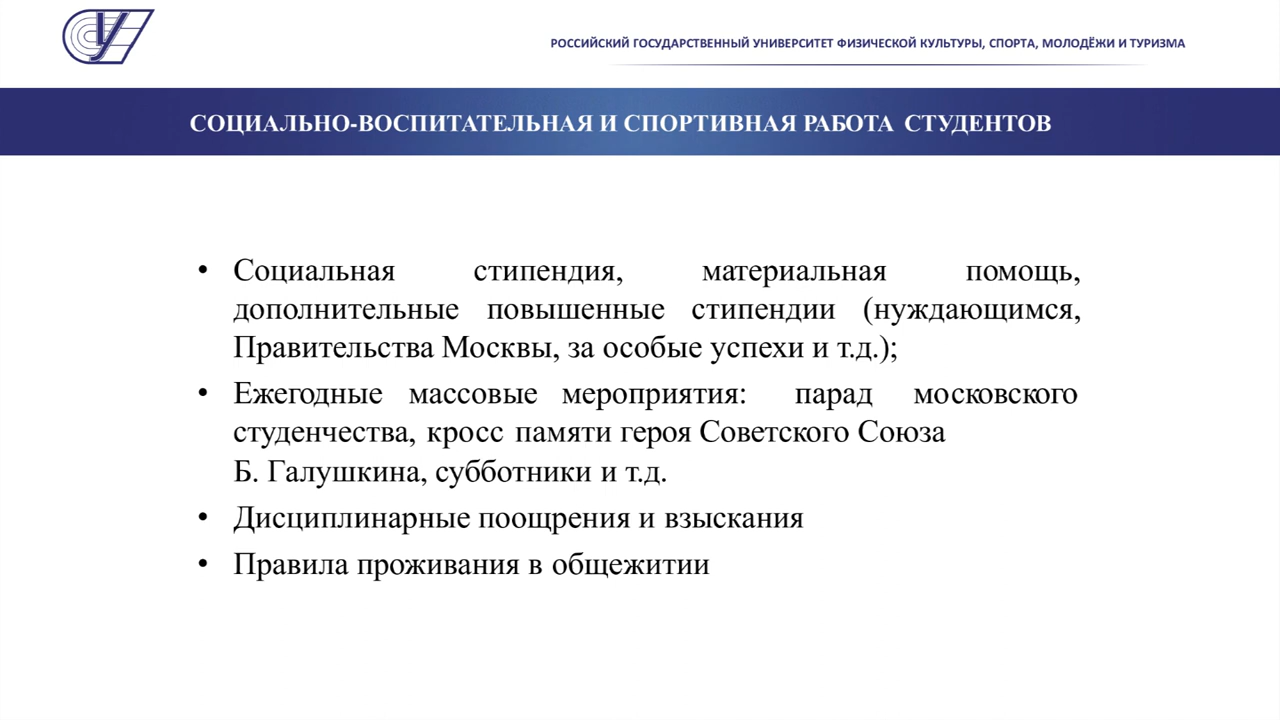 РОССИЙСКИЙ ГОСУДАРСТВЕННЫЙ УНИВЕРСИТЕТ ФИЗИЧЕСКОЙ КУЛЬТУРЫ, СПОРТА, МОЛОДЁЖИ И ТУРИЗМА
СОЦИАЛЬНО-ВОСПИТАТЕЛЬНАЯ И СПОРТИВНАЯ РАБОТА СТУДЕНТОВ
• Социальная стипендия, материальная помощь,
дополнительные повышенные стипендии (нуждающимся,
Правительства Москвы, за особые успехи и т.д.);
• Ежегодные массовые мероприятия: парад московского
студенчества, кросс памяти героя Советского Союза
Б. Галушкина, субботники и т.д.
• Дисциплинарные поощрения и взыскания
• Правила проживания в общежитии